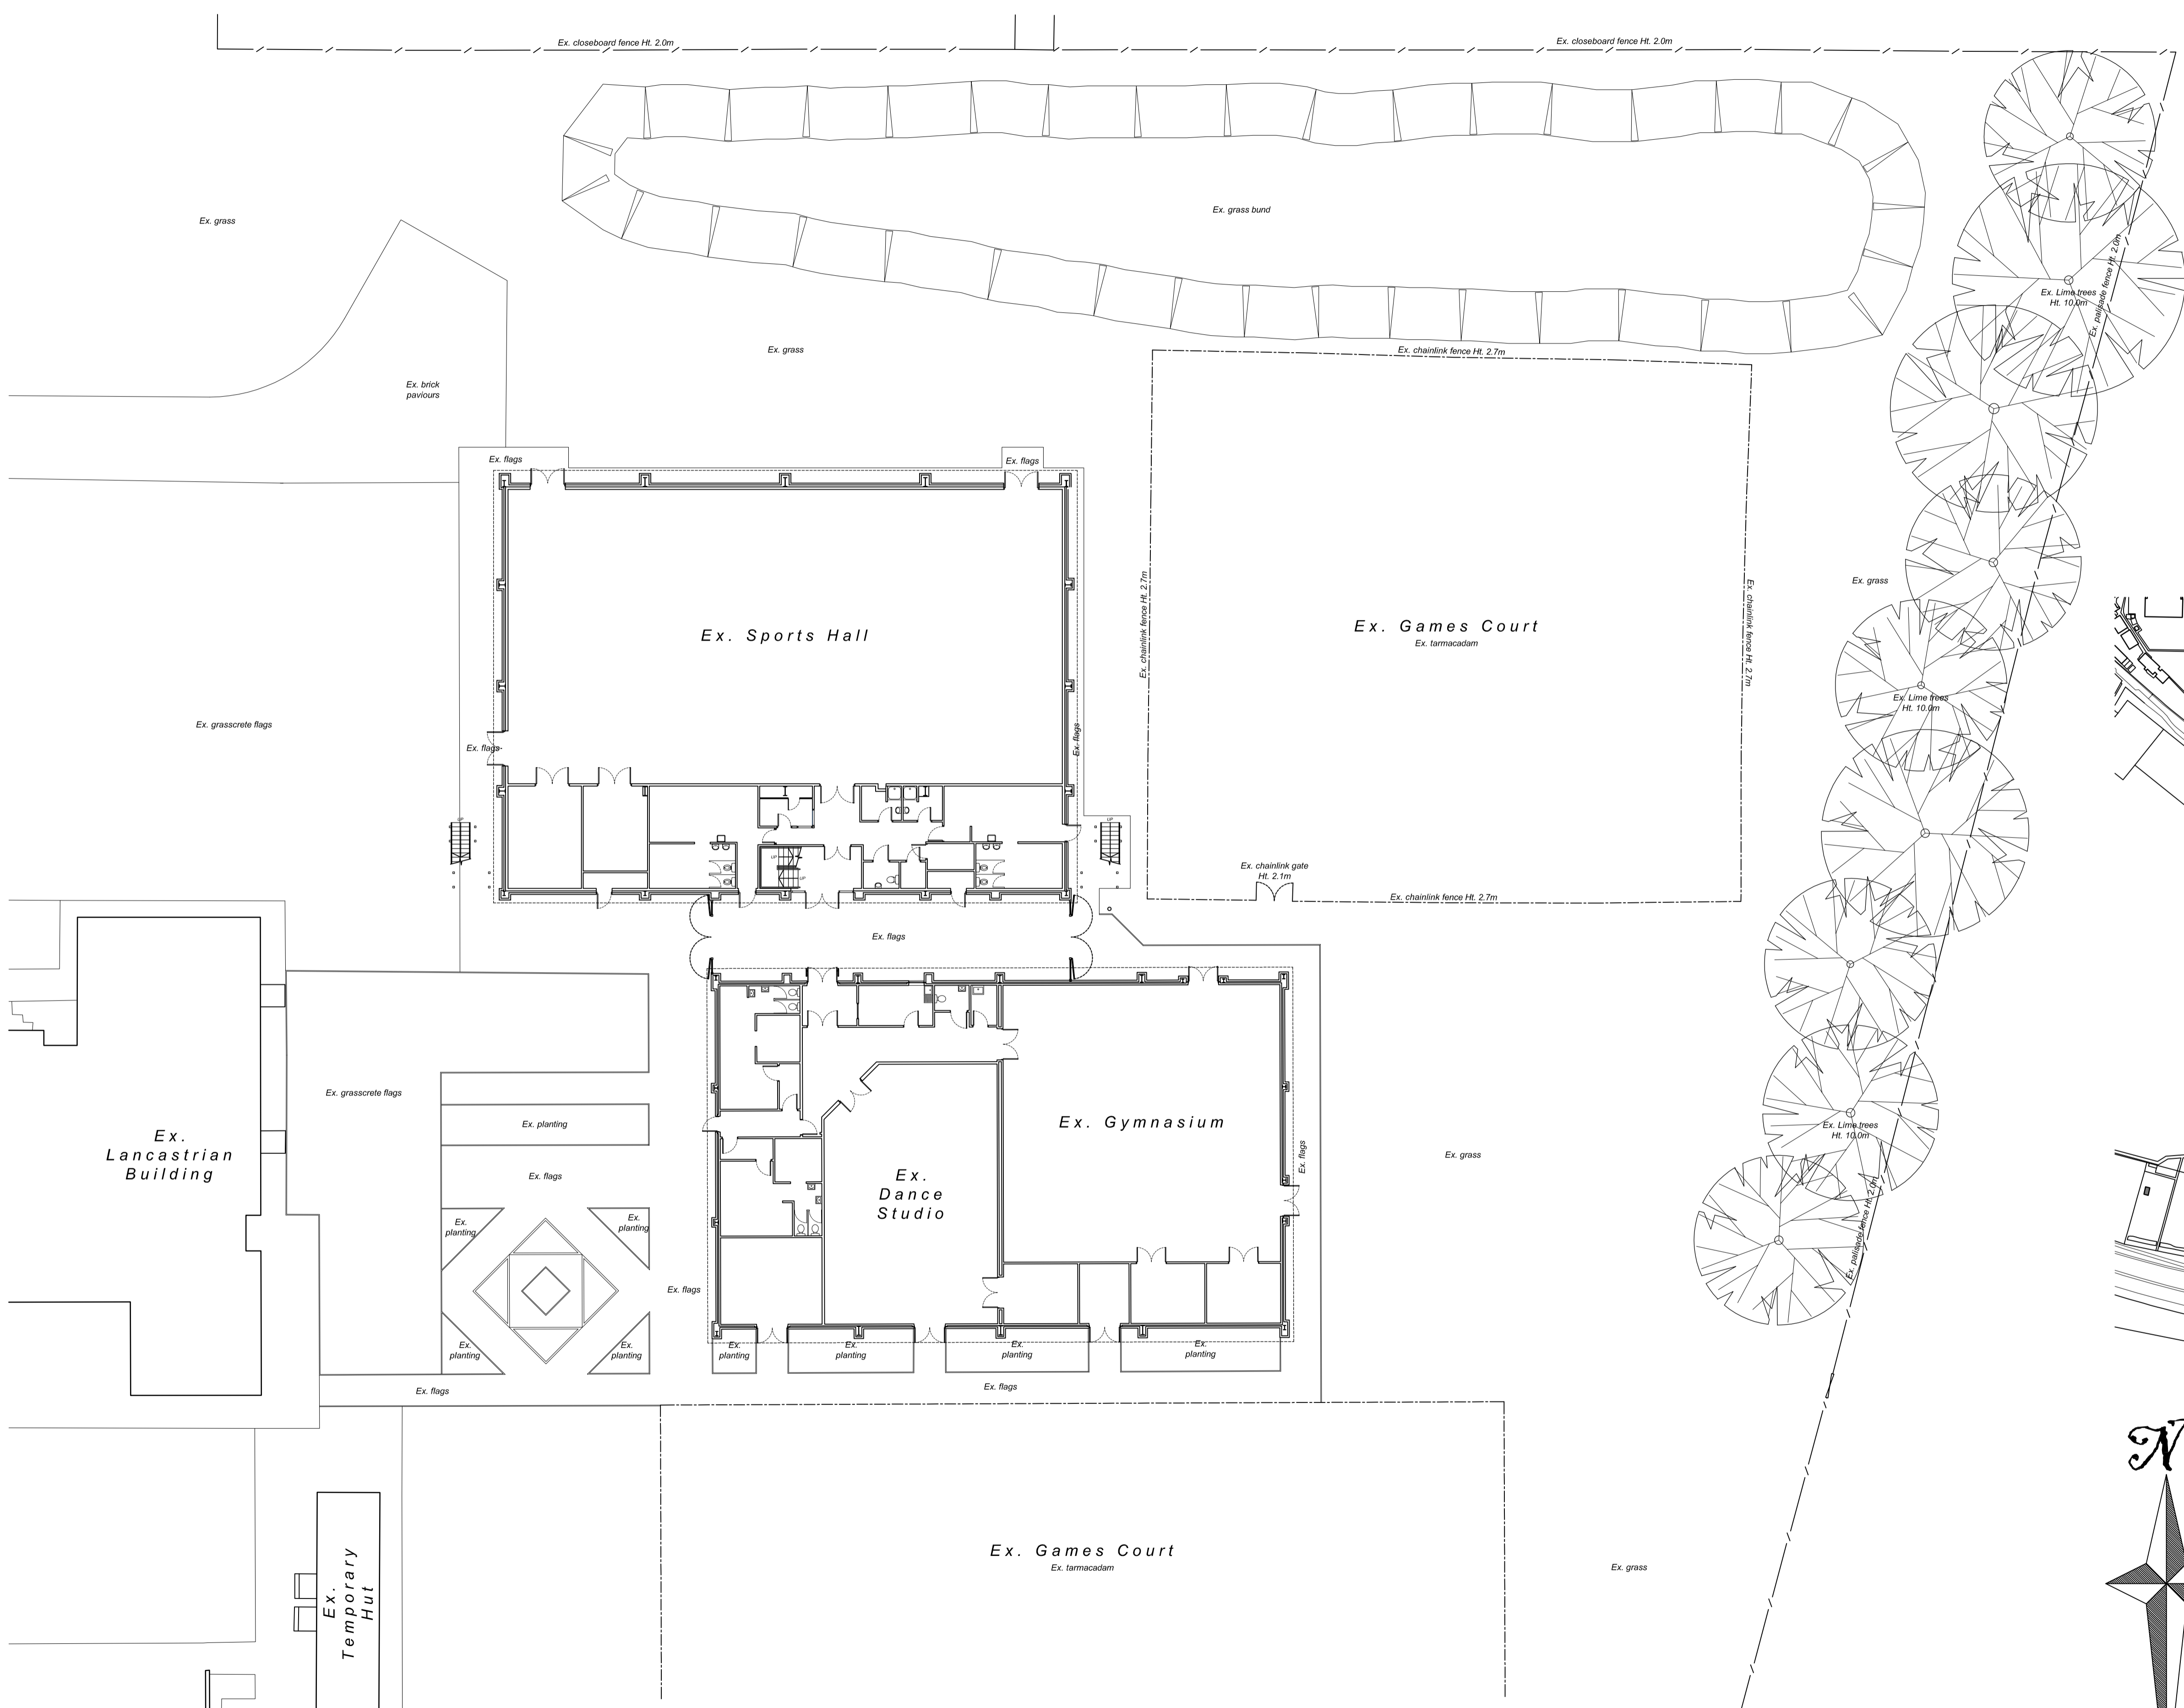 Ex. closeboard fence Ht. 2.0m
Ex. closeboard fence Ht. 2.0m
Ex. grass
Ex. grass bund
Ex. palisade fence Ht. 2.0m
Ex. Lime trees
Ht. 10.0m
Ex. grass
Ex. chainlink fence Ht. 2.7m
Ex. brick
paviours
Ex. flags
Ex. flags
Ex. grass
Ex. chainlink fence Ht. 2.7m
Ex. chainlink fence Ht. 2.7m
Ex. Sports Hall
Ex. Games Court
Ex. tarmacadam
Ex. Lime trees
Ht. 10.0m
Ex. grasscrete flags
Ex. flags
Ex. flags
UP
UP
UP
UP
Ex. chainlink gate
Ht. 2.1m
Ex. chainlink fence Ht. 2.7m
Ex. flags
Ex. grasscrete flags
Ex. planting
Ex. Gymnasium
Ex. Lime trees
Ht. 10.0m
Ex.
Lancastrian
Building
Ex. flags
Ex. grass
Ex. flags
Ex.
Dance
Studio
Ex.
planting
Ex.
planting
Ex. palisade fence Ht. 2.0m
Ex. flags
Ex.
planting
Ex.
planting
Ex.
planting
Ex.
planting
Ex.
planting
Ex.
planting
Ex. flags
Ex. flags
N
Ex. Games Court
Ex. tarmacadam
Ex. grass
Ex.
Temporary
Hut